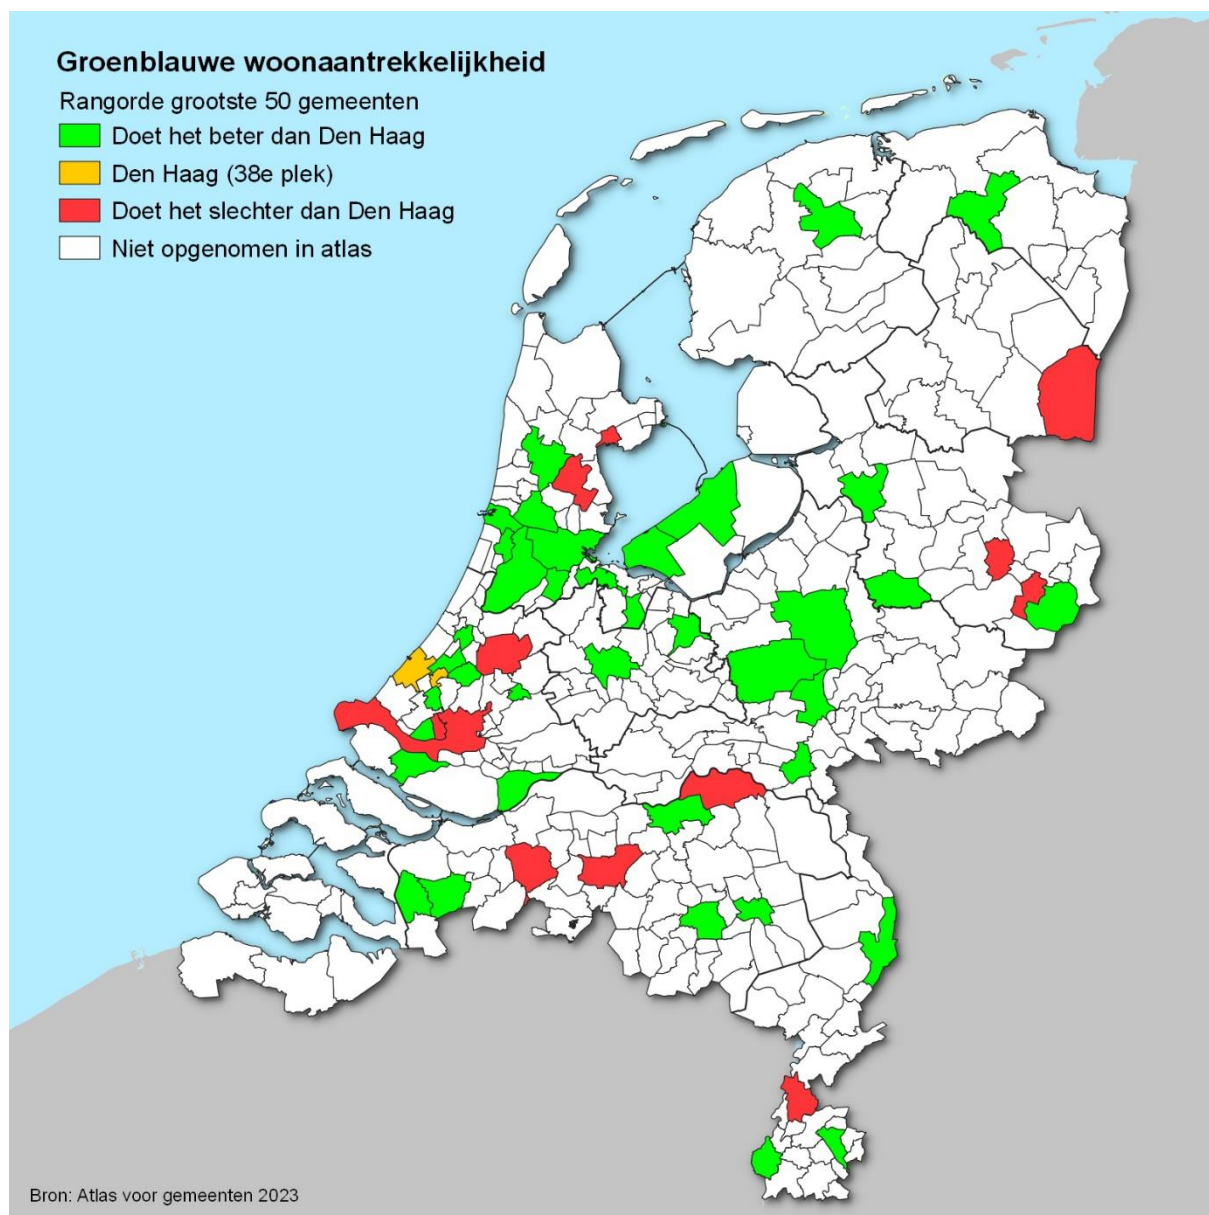 Groenblauwe woonaantrekkelijkheid
Rangorde grootste 50 gemeenten
Doet het beter dan Den Haag
Den Haag (38e plek)
Doet het slechter dan Den Haag
Niet opgenomen in atlas
Bron: Atlas voor gemeenten 2023